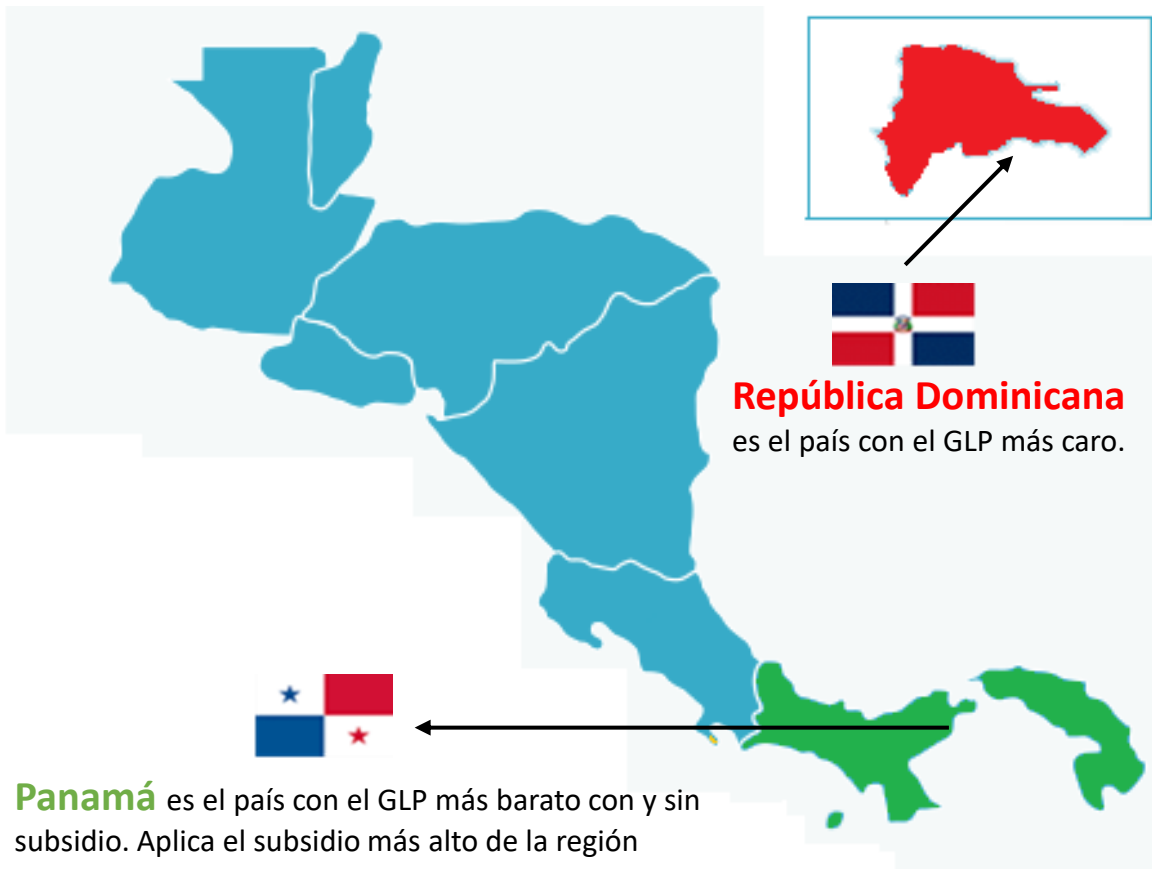 República Dominicana
es el país con el GLP más caro.
Panamá es el país con el GLP más barato con y sin
subsidio. Aplica el subsidio más alto de la región